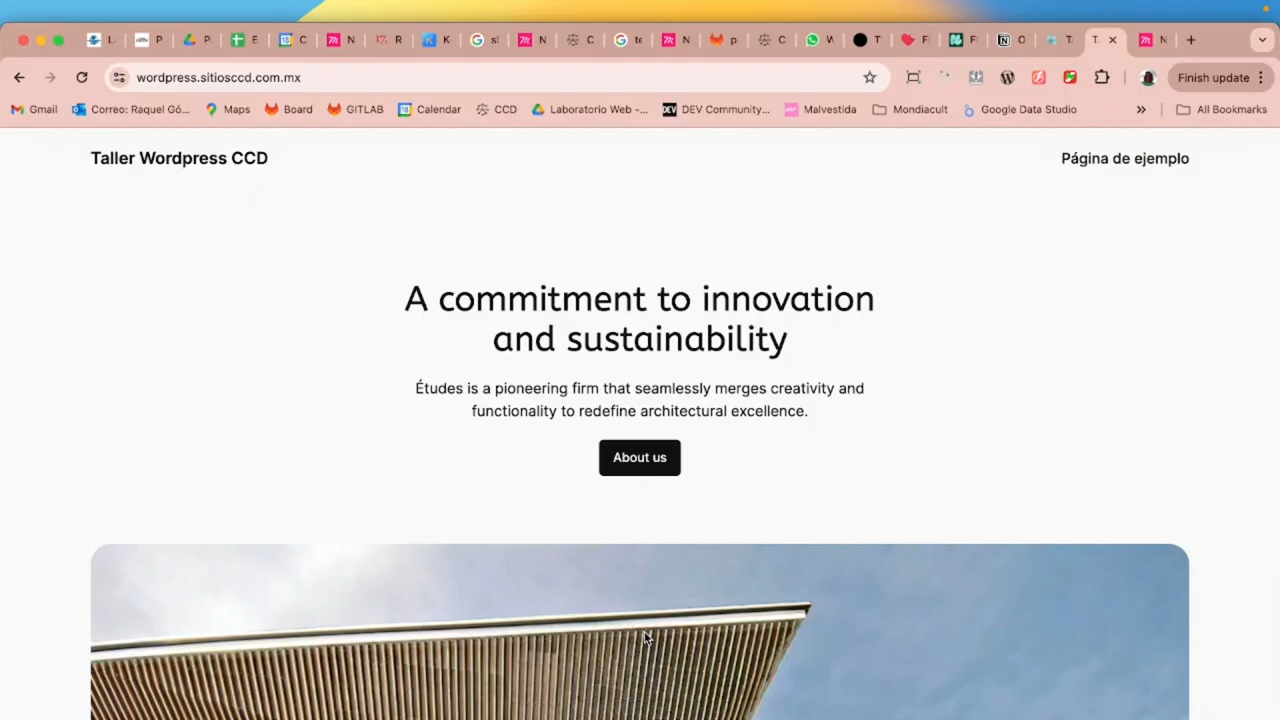 wordpress.sitiosccd.com.mx
Finish update
Gmail
Correo: Raquel Gó...
Maps
Board
GITLAB
Calendar
CCD
Laboratorio Web -...
DEV Community...
Malvestida
Mondiacult
Google Data Studio
All Bookmarks
Taller Wordpress CCD
Página de ejemplo
A commitment to innovation
and sustainability
Études is a pioneering firm that seamlessly merges creativity and
functionality to redefine architectural excellence.
About us